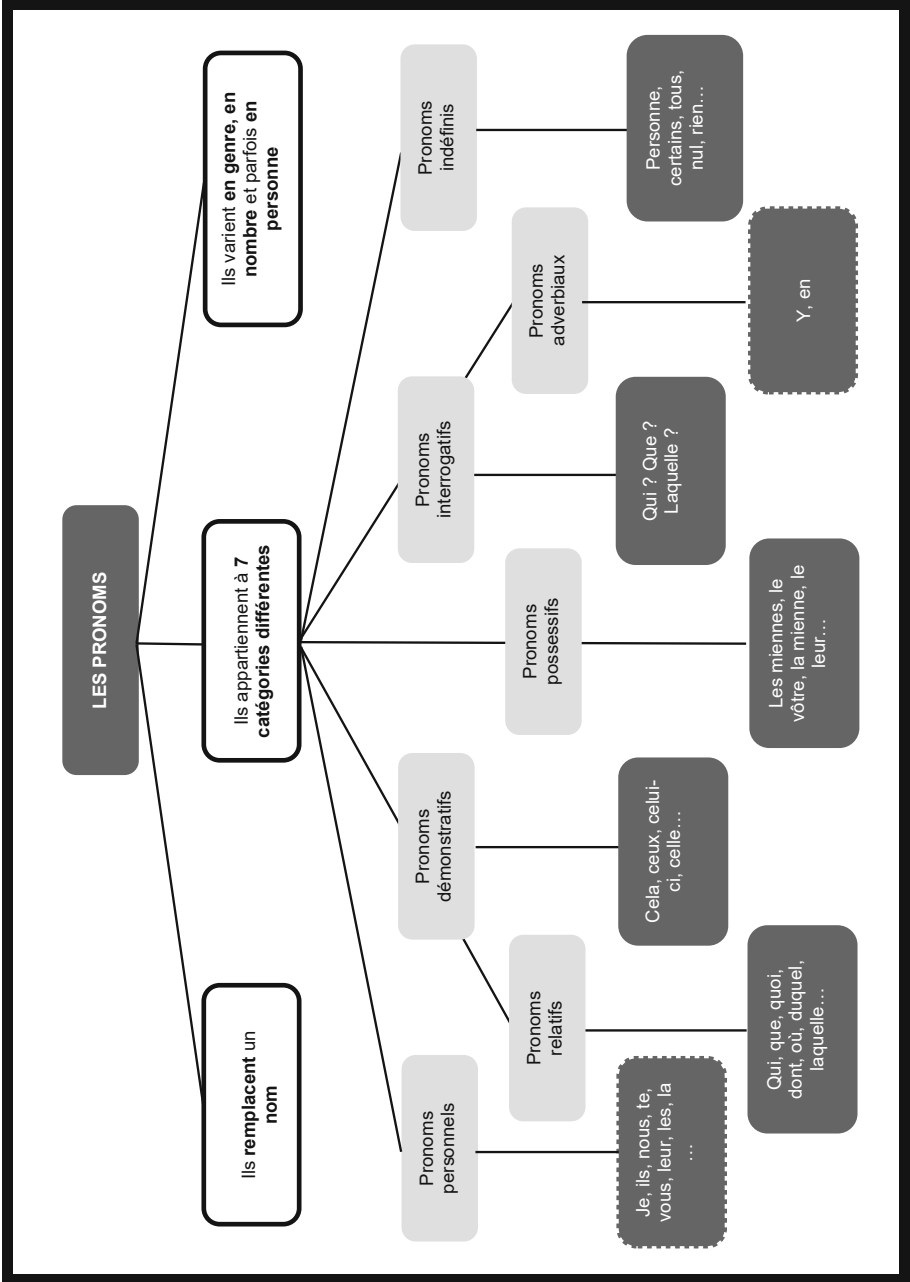 LES PRONOMS
Ils remplacent un
nom
Ils appartiennent à 7
catégories différentes
Ils varient en genre, en
nombre et parfois en
personne
Pronoms
personnels
Pronoms
relatifs
Pronoms
démonstratifs
Pronoms
possessifs
Pronoms
interrogatifs
Pronoms
adverbiaux
Pronoms
indéfinis
Je, ils, nous, te,
vous, leur, les, la
…
Qui, que, quoi,
dont, où, duquel,
laquelle…
Cela, ceux, celui-
ci, celle…
Les miennes, le
vôtre, la mienne, le
leur…
Qui ? Que ?
Laquelle ?
Y, en
Personne,
certains, tous,
nul, rien…